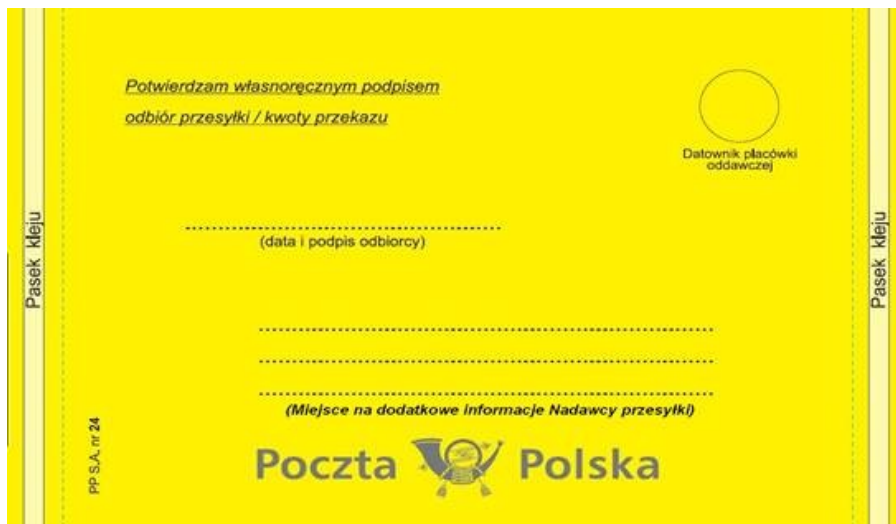 Potwierdzam własnoręcznym podpisem
odbiór przesyłki / kwoty przekazu
Datownik placówki
oddawczej
(data i podpis odbiorcy)
Pasek kleju
Pasek kleju
(Miejsce na dodatkowe informacje Nadawcy przesyłki)
PP S.A. nr 24
Poczta Polska